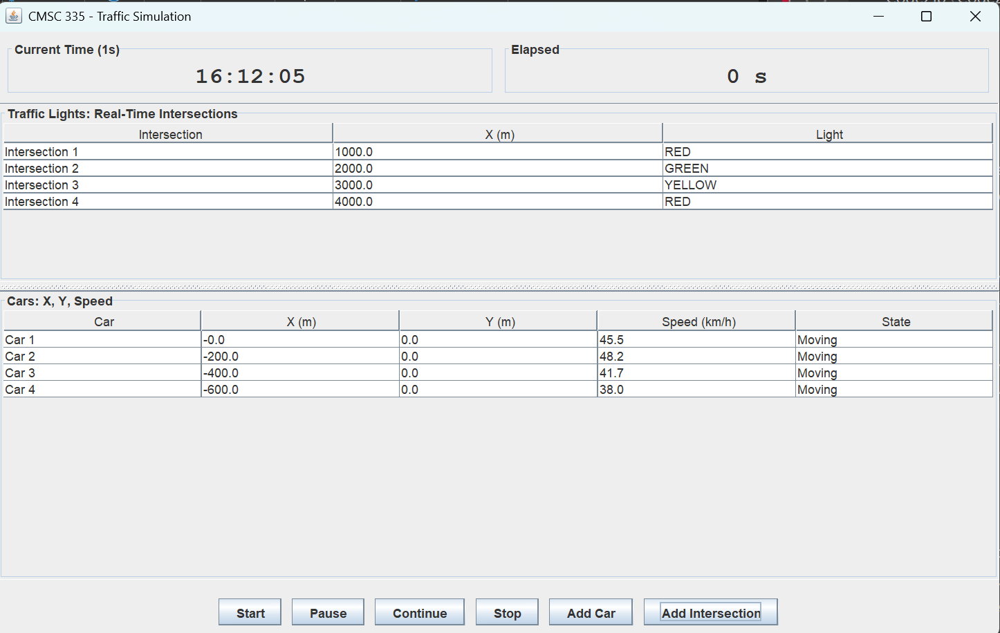 CMSC 335 - Traffic Simulation
Current Time (1s) Elapsed
16:12:05 0 s
Traffic Lights: Real-Time Intersections
Intersection X (m) Light
Intersection 1 1000.0 RED
Intersection 2 2000.0 GREEN
Intersection 3 3000.0 YELLOW
Intersection 4 4000.0 RED
Cars: X, Y, Speed
Car X (m) Y (m) Speed (km/h) State
Car 1 -0.0 0.0 45.5 Moving
Car 2 -200.0 0.0 48.2 Moving
Car 3 -400.0 0.0 41.7 Moving
Car 4 -600.0 0.0 38.0 Moving
Start Pause Continue Stop Add Car Add Intersection